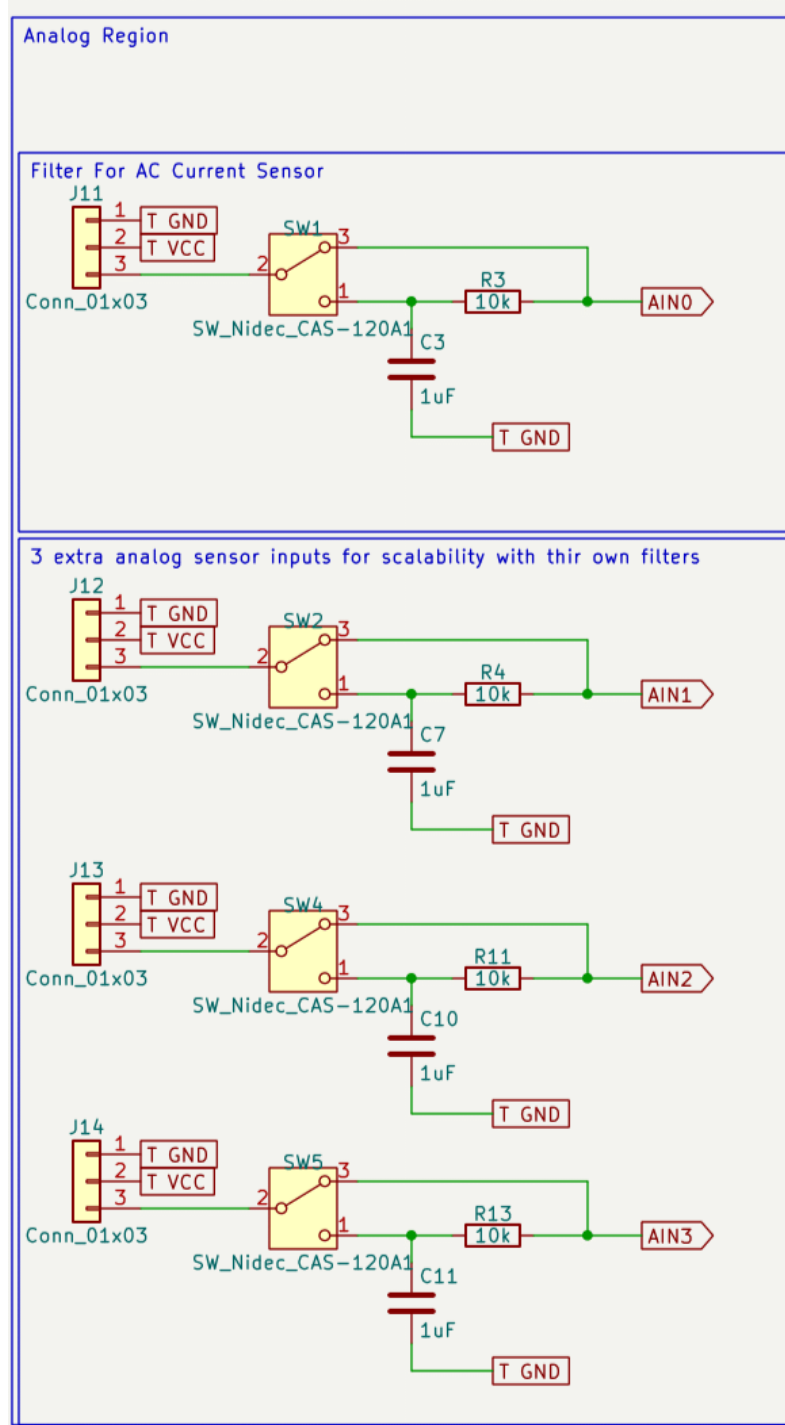 Analog Region
Filter For AC Current Sensor
J11
1 T GND
2 T VCC
3
Conn_01x03
SW1
3
2
1
SW_Nidec_CAS-120A1
R3
10k
AIN0
C3
1uF
T GND
3 extra analog sensor inputs for scalability with thir own filters
J12
1 T GND
2 T VCC
3
Conn_01x03
SW2
3
2
1
SW_Nidec_CAS-120A1
R4
10k
AIN1
C7
1uF
T GND
J13
1 T GND
2 T VCC
3
Conn_01x03
SW4
3
2
1
SW_Nidec_CAS-120A1
R11
10k
AIN2
C10
1uF
T GND
J14
1 T GND
2 T VCC
3
Conn_01x03
SW5
3
2
1
SW_Nidec_CAS-120A1
R13
10k
AIN3
C11
1uF
T GND